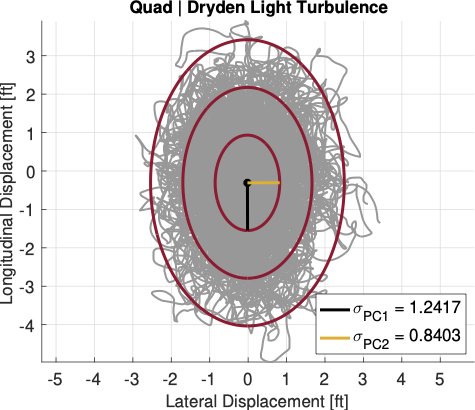 Quad | Dryden Light Turbulence
Longitudinal Displacement [ft]
3
2
1
0
-1
-2
-3
-4
σPC1 = 1.2417
σPC2 = 0.8403
-5 -4 -3 -2 -1 0 1 2 3 4 5
Lateral Displacement [ft]